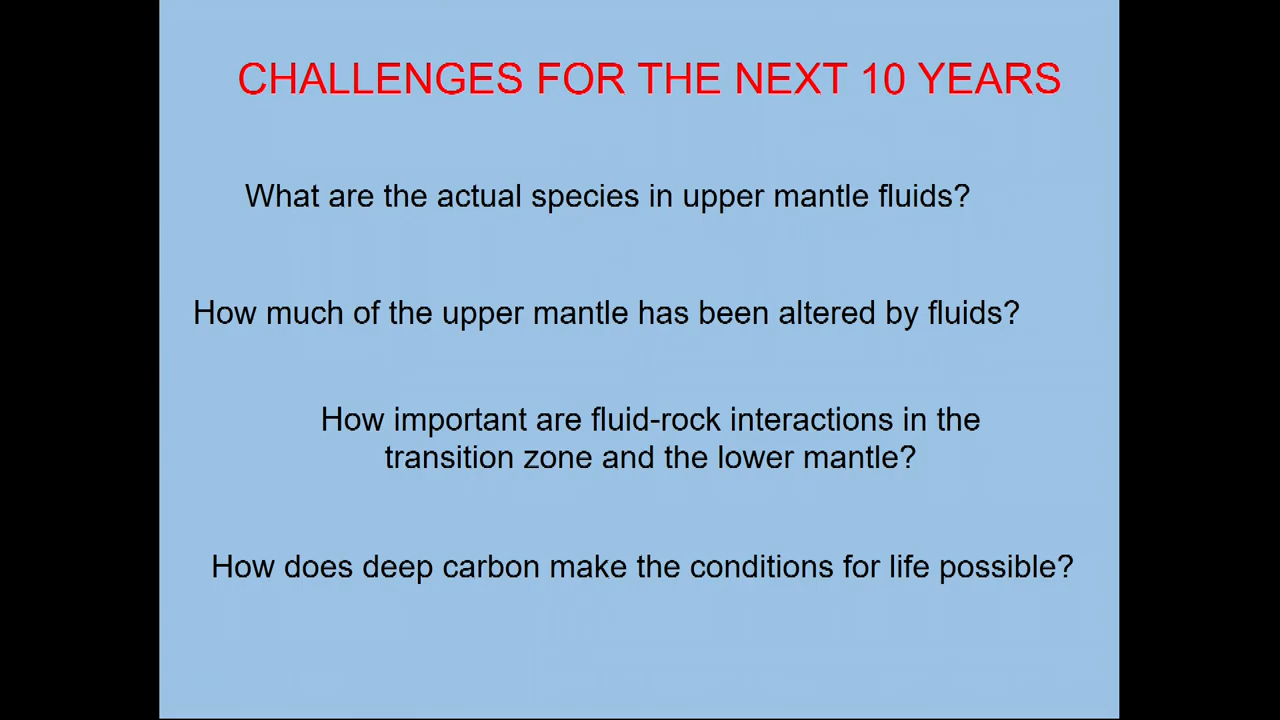 CHALLENGES FOR THE NEXT 10 YEARS
What are the actual species in upper mantle fluids?
How much of the upper mantle has been altered by fluids?
How important are fluid-rock interactions in the
transition zone and the lower mantle?
How does deep carbon make the conditions for life possible?